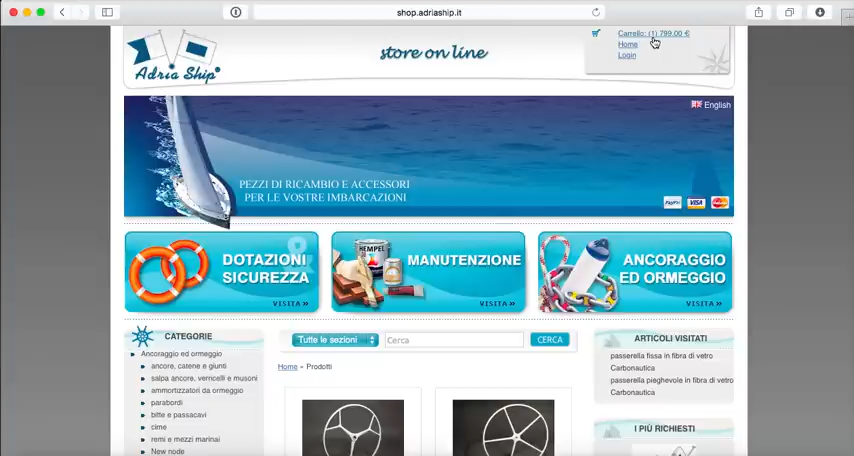 shop.adriaship.it
Adria Ship®
store on line
Carrello: (1) 799.00 €
Home
Login
English
PEZZI DI RICAMBIO E ACCESSORI
PER LE VOSTRE IMBARCAZIONI
PayPal VISA MasterCard
&
DOTAZIONI
SICUREZZA
VISITA »
HEMPEL
MANUTENZIONE
VISITA »
ANCORAGGIO
ED ORMEGGIO
VISITA »
CATEGORIE
Ancoraggio ed ormeggio
ancore, catene e giunti
salpa ancore, verricelli e musoni
ammortizzatori da ormeggio
parabordi
bitte e passacavi
cime
remi e mezzi marinai
New node
Tutte le sezioni
Cerca
CERCA
Home » Prodotti
ARTICOLI VISITATI
passerella fissa in fibra di vetro
Carbonautica
passerella pieghevole in fibra di vetro
Carbonautica
I PIÙ RICHIESTI